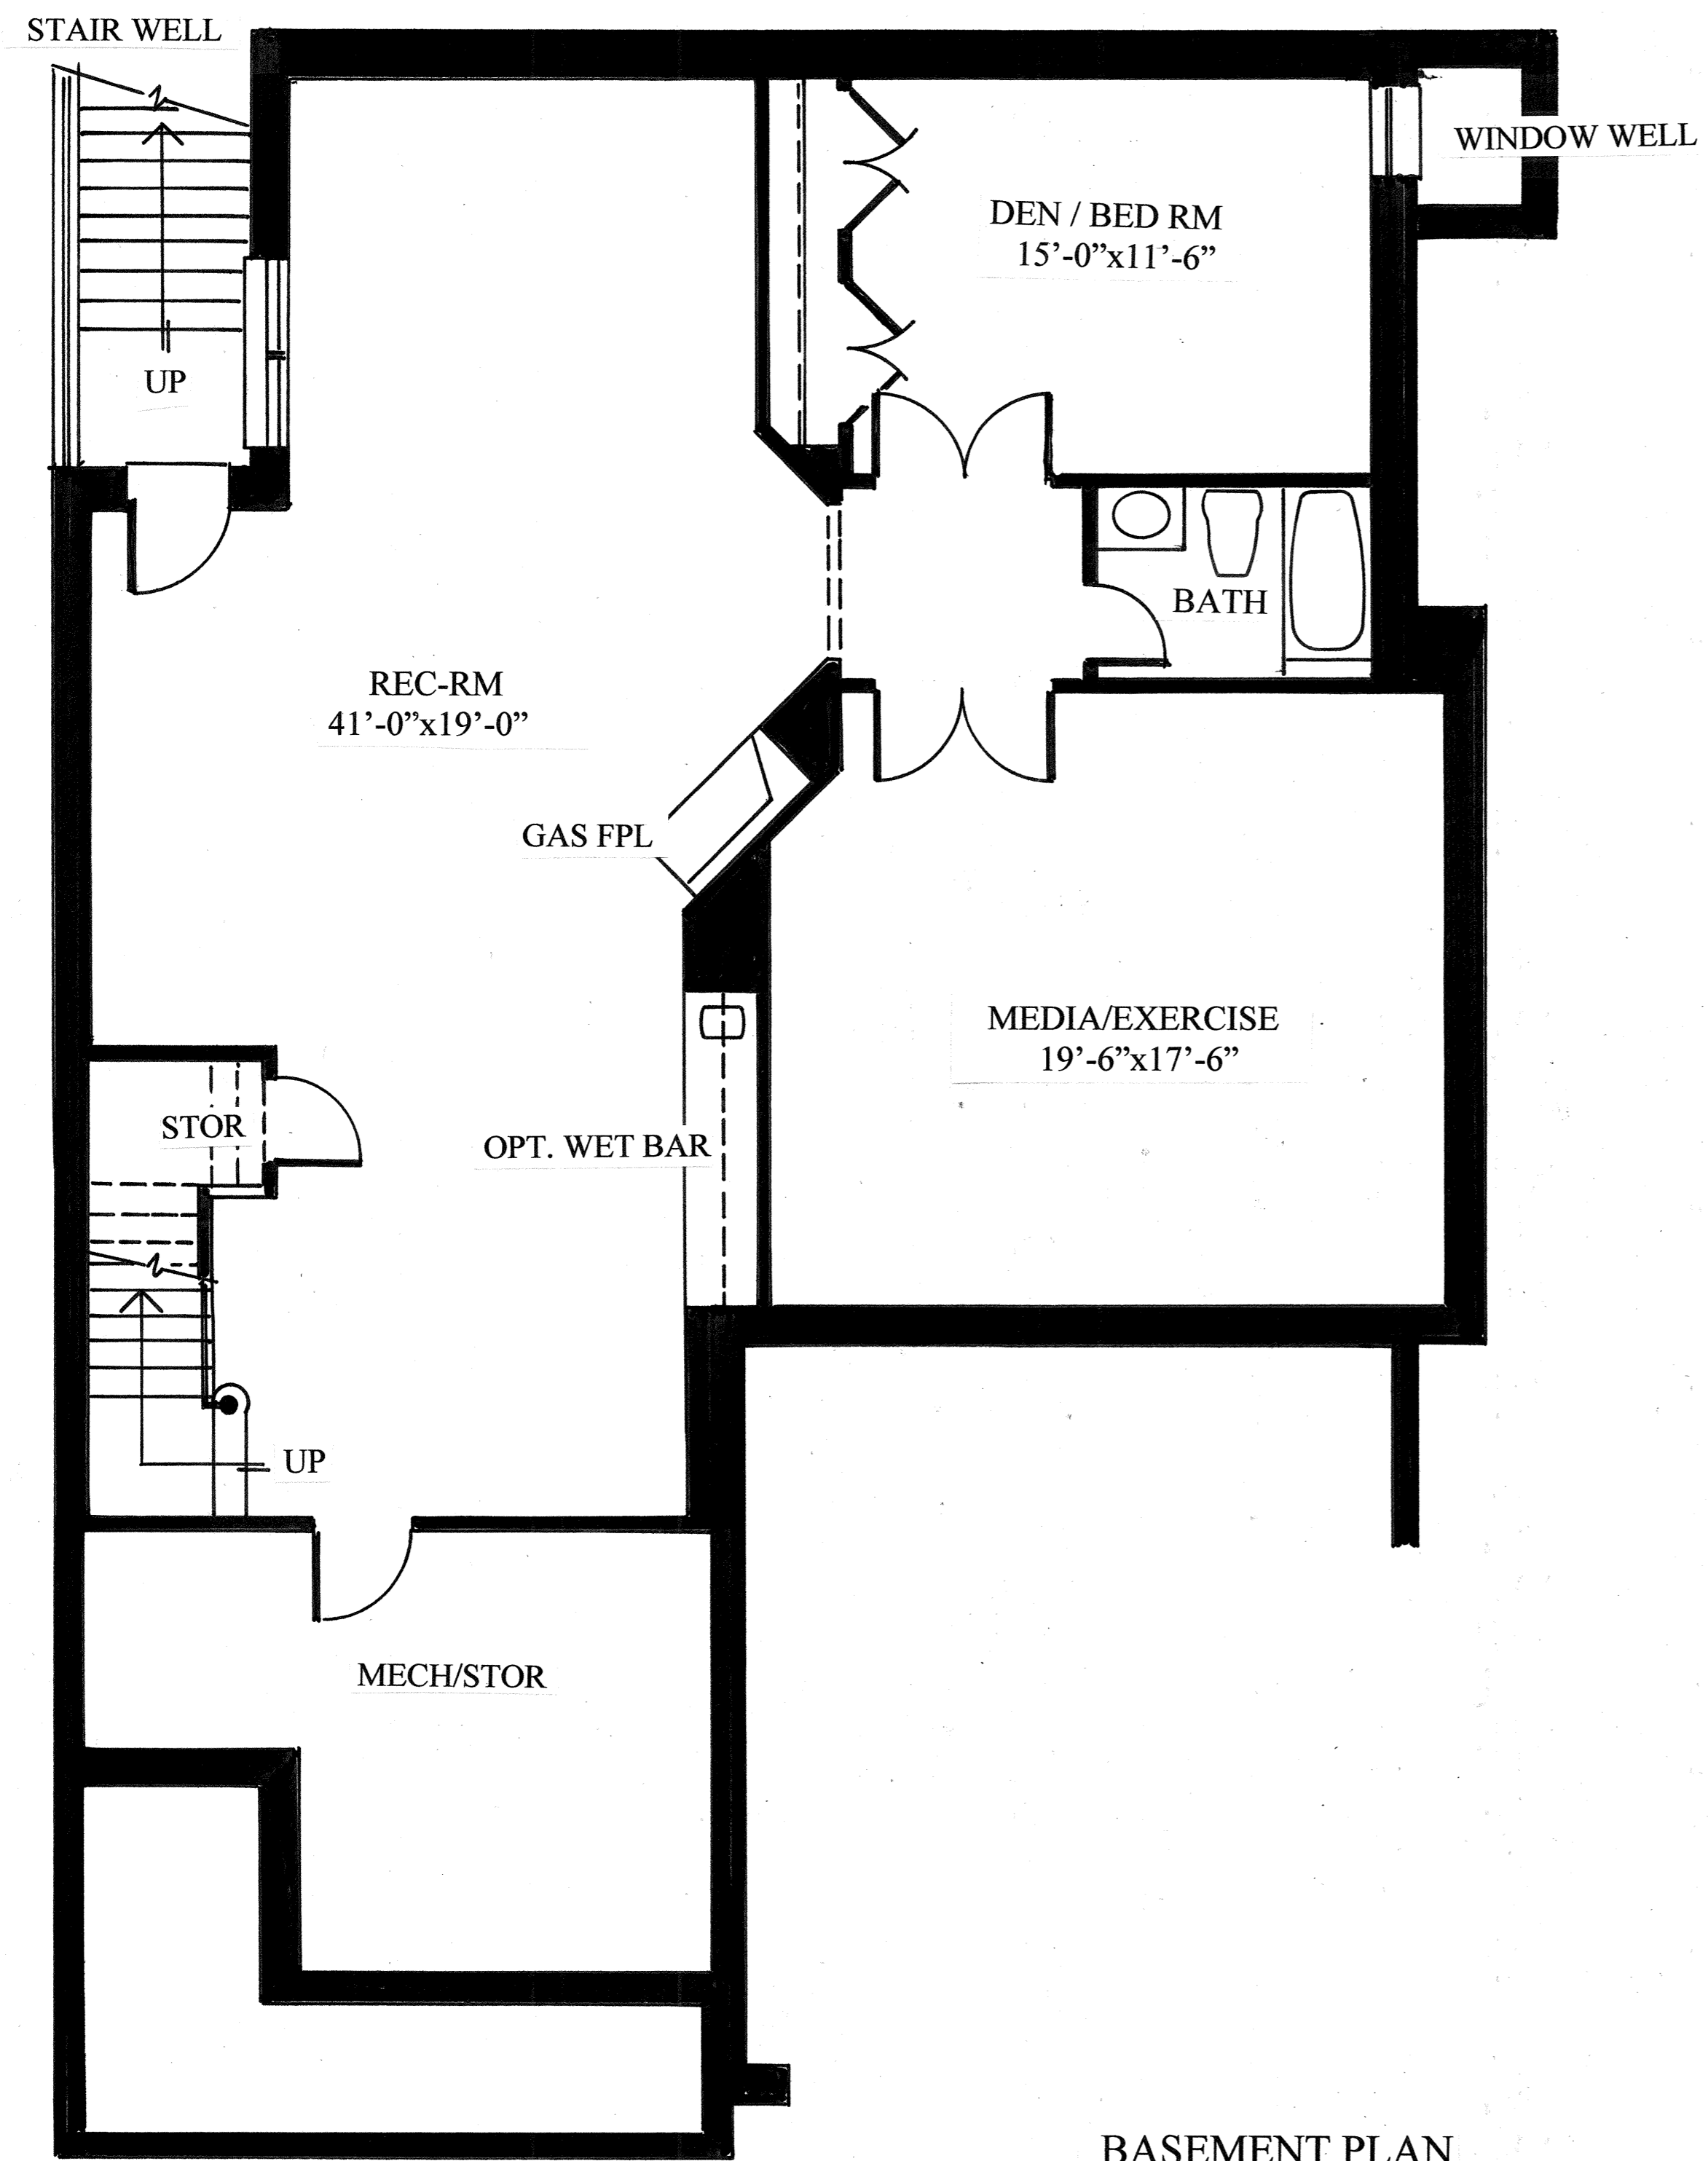 STAIR WELL
WINDOW WELL
DEN / BED RM
15’-0”x11’-6”
UP
BATH
REC-RM
41’-0”x19’-0”
GAS FPL
MEDIA/EXERCISE
19’-6”x17’-6”
STOR
OPT. WET BAR
UP
MECH/STOR
BASEMENT PLAN